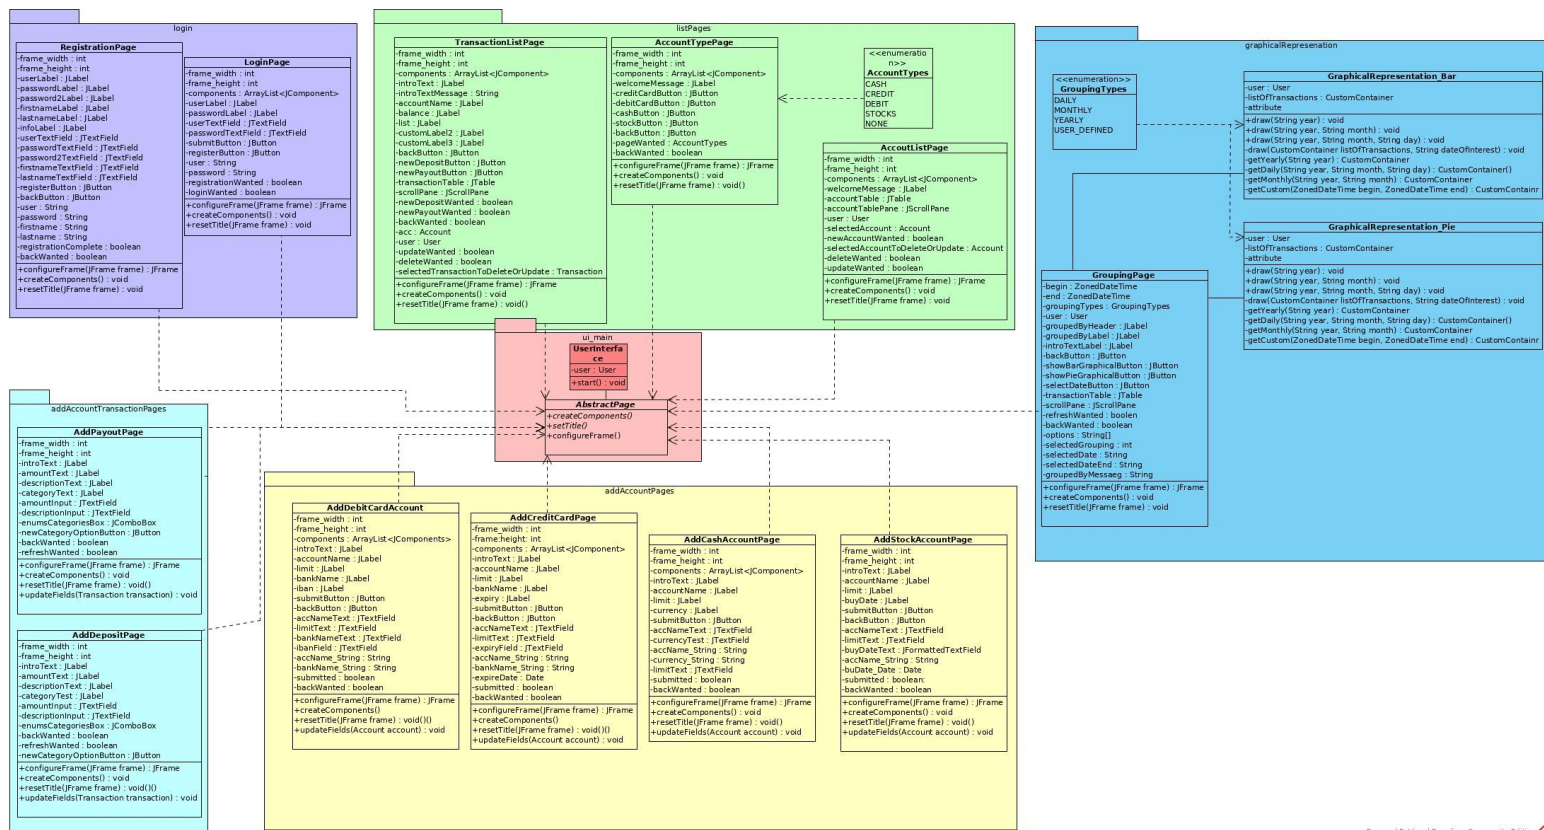 login
RegistrationPage
-frame_width : int
-frame_height : int
-userLabel : JLabel
-passwordLabel : JLabel
-password2Label : JLabel
-firstnameLabel : JLabel
-lastnameLabel : JLabel
-infoLabel : JLabel
-userTextField : JTextField
-passwordTextField : JTextField
-password2TextField : JTextField
-firstnameTextField : JTextField
-lastnameTextField : JTextField
-registerButton : JButton
-backButton : JButton
-user : String
-password : String
-firstname : String
-lastname : String
-registrationComplete : boolean
-backWanted : boolean
+configureFrame(JFrame frame) : JFrame
+createComponents() : void
+resetTitle(JFrame frame) : void
LoginPage
-frame_width : int
-frame_height : int
-components : ArrayList<JComponent>
-userLabel : JLabel
-passwordLabel : JLabel
-userTextField : JTextField
-passwordTextField : JTextField
-submitButton : JButton
-registerButton : JButton
-user : String
-password : String
-registrationWanted : boolean
-loginWanted : boolean
+configureFrame(JFrame frame) : JFrame
+createComponents() : void
+resetTitle(JFrame frame) : void
listPages
TransactionListPage
-frame_width : int
-frame_height : int
-components : ArrayList<JComponent>
-introText : JLabel
-introTextMessage : String
-accountName : JLabel
-balance : JLabel
-list : JLabel
-customLabel2 : JLabel
-customLabel3 : JLabel
-backButton : JButton
-newDepositButton : JButton
-newPayoutButton : JButton
-transactionTable : JTable
-scrollPane : JScrollPane
-newDepositWanted : boolean
-newPayoutWanted : boolean
-backWanted : boolean
-acc : Account
-user : User
-updateWanted : boolean
-deleteWanted : boolean
-selectedTransactionToDeleteOrUpdate : Transaction
+configureFrame(JFrame frame) : JFrame
+createComponents() : void
+resetTitle(JFrame frame) : void()
AccountTypePage
-frame_width : int
-frame_height : int
-components : ArrayList<JComponent>
-welcomeMessage : JLabel
-creditCardButton : JButton
-debitCardButton : JButton
-cashButton : JButton
-stockButton : JButton
-backButton : JButton
-pageWanted : AccountTypes
-backWanted : boolean
+configureFrame(JFrame frame) : JFrame
+createComponents() : void
+resetTitle(JFrame frame) : void()
<<enumeratio
n>>
AccountTypes
CASH
CREDIT
DEBIT
STOCKS
NONE
AccoutListPage
-frame_width : int
-frame_height : int
-components : ArrayList<JComponent>
-welcomeMessage : JLabel
-accountTable : JTable
-accountTablePane : JScrollPane
-user : User
-selectedAccount : Account
-newAccountWanted : boolean
-selectedAccountToDeleteOrUpdate : Account
-deleteWanted : boolean
-updateWanted : boolean
+configureFrame(JFrame frame) : JFrame
+createComponents() : void
+resetTitle(JFrame frame) : void
graphicalRepresenation
<<enumeration>>
GroupingTypes
DAILY
MONTHLY
YEARLY
USER_DEFINED
GraphicalRepresentation_Bar
-user : User
-listOfTransactions : CustomContainer
-attribute
+draw(String year) : void
+draw(String year, String month) : void
+draw(String year, String month, String day) : void
-draw(CustomContainer listOfTransactions, String dateOfInterest) : void
-getYearly(String year) : CustomContainer
-getDaily(String year, String month, String day) : CustomContainer()
-getMonthly(String year, String month) : CustomContainer
-getCustom(ZonedDateTime begin, ZonedDateTime end) : CustomContainr
GraphicalRepresentation_Pie
-user : User
-listOfTransactions : CustomContainer
-attribute
+draw(String year) : void
+draw(String year, String month) : void
+draw(String year, String month, String day) : void
-draw(CustomContainer listOfTransactions, String dateOfInterest) : void
-getYearly(String year) : CustomContainer
-getDaily(String year, String month, String day) : CustomContainer()
-getMonthly(String year, String month) : CustomContainer
-getCustom(ZonedDateTime begin, ZonedDateTime end) : CustomContainr
GroupingPage
-begin : ZonedDateTime
-end : ZonedDateTime
-groupingTypes : GroupingTypes
-user : User
-groupedByHeader : JLabel
-groupedByLabel : JLabel
-introTextLabel : JLabel
-backButton : JButton
-showBarGraphicalButton : JButton
-showPieGraphicalButton : JButton
-selectDateButton : JButton
-transactionTable : JTable
-scrollPane : JScrollPane
-refreshWanted : boolen
-backWanted : boolean
-options : String[]
-selectedGrouping : int
-selectedDate : String
-selectedDateEnd : String
-groupedByMessaeg : String
+configureFrame(JFrame frame) : JFrame
+createComponents() : void
+resetTitle(JFrame frame) : void
ui_main
UserInterfa
ce
-user : User
+start() : void
AbstractPage
+createComponents()
+setTitle()
+configureFrame()
addAccountTransactionPages
AddPayoutPage
-frame_width : int
-frame_height : int
-introText : JLabel
-amountText : JLabel
-descriptionText : JLabel
-categoryText : JLabel
-amountInput : JTextField
-descriptionInput : JTextField
-enumsCategoriesBox : JComboBox
-newCategoryOptionButton : JButton
-backWanted : boolean
-refreshWanted : boolean
+configureFrame(JFrame frame) : JFrame
+createComponents() : void
+resetTitle(JFrame frame) : void()
+updateFields(Transaction transaction) : void
AddDepositPage
-frame_width : int
-frame_height : int
-introText : JLabel
-amountText : JLabel
-descriptionText : JLabel
-categoryTest : JLabel
-amountInput : JTextField
-descriptionInput : JTextField
-enumsCategoriesBox : JComboBox
-backWanted : boolean
-refreshWanted : boolean
-newCategoryOptionButton : JButton
+configureFrame(JFrame frame) : JFrame
+createComponents() : void
+resetTitle(JFrame frame) : void()()
+updateFields(Transaction transaction) : void
addAccountPages
AddDebitCardAccount
-frame_width : int
-frame_height : int
-components : ArrayList<JComponents>
-introText : JLabel
-accountName : JLabel
-limit : JLabel
-bankName : JLabel
-iban : JLabel
-submitButton : JButton
-backButton : JButton
-accNameText : JTextField
-limitText : JTextField
-bankNameText : JTextField
-ibanField : JTextField
-accName_String : String
-bankName_String : String
-submitted : boolean
-backWanted : boolean
+configureFrame(JFrame frame) : JFrame
+createComponents()
+resetTitle(JFrame frame) : void()()
+updateFields(Account account) : void
AddCreditCardPage
-frame_width : int
-frame:height: int
-components : ArrayList<JComponent>
-introText : JLabel
-accountName : JLabel
-limit : JLabel
-bankName : JLabel
-expiry : JLabel
-submitButton : JButton
-backButton : JButton
-accNameText : JTextField
-limitText : JTextField
-expiryField : JTextField
-accName_String : String
-bankName_String : String
-expireDate : Date
-submitted : boolean
-backWanted : boolean
+configureFrame(JFrame frame) : JFrame
+createComponents()
+resetTitle(JFrame frame) : void()()
+updateFields(Account account) : void
AddCashAccountPage
-frame_width : int
-frame_height : int
-components : ArrayList<JComponent>
-introText : JLabel
-accountName : JLabel
-limit : JLabel
-currency : JLabel
-submitButton : JButton
-accNameText : JTextField
-currencyTest : JTextField
-accName_String : String
-currency_String : String
-limitText : JTextField
-submitted : boolean
-backWanted : boolean
+configureFrame(JFrame frame) : JFrame
+createComponents() : void
+resetTitle(JFrame frame) : void()
+updateFields(Account account) : void
AddStockAccountPage
-frame_width : int
-frame_height : int
-introText : JLabel
-accountName : JLabel
-limit : JLabel
-buyDate : JLabel
-submitButton : JButton
-backButton : JButton
-accNameText : JTextField
-limitText : JTextField
-buyDateText : JFormattedTextField
-accName_String : String
-buDate_Date : Date
-submitted : boolean:
-backWanted : boolean
+configureFrame(JFrame frame) : JFrame
+createComponents() : void
+resetTitle(JFrame frame) : void()
+updateFields(Account account) : void